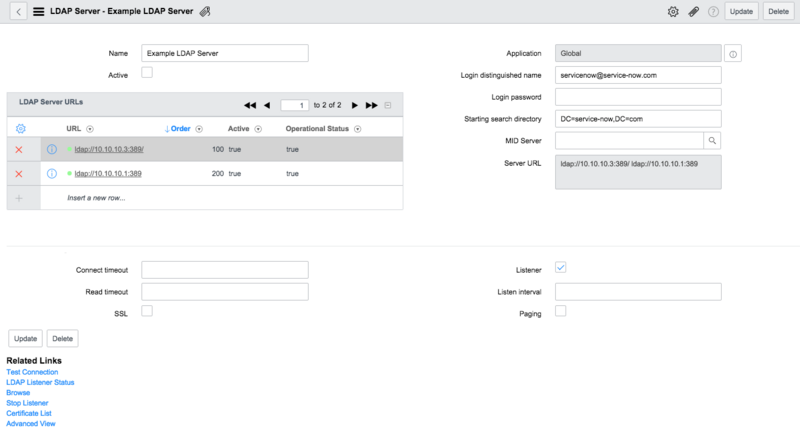 LDAP Server - Example LDAP Server
Update
Delete
Name
Example LDAP Server
Active
Application
Global
Login distinguished name
servicenow@service-now.com
Login password
Starting search directory
DC=service-now,DC=com
MID Server
Server URL
ldap://10.10.10.3:389/ ldap://10.10.10.1:389
LDAP Server URLs
1 to 2 of 2
URL Order Active Operational Status
ldap://10.10.10.3:389/ 100 true true
ldap://10.10.10.1:389 200 true true
Insert a new row...
Connect timeout
Read timeout
SSL
Listener
Listen interval
Paging
Update
Delete
Related Links
Test Connection
LDAP Listener Status
Browse
Stop Listener
Certificate List
Advanced View